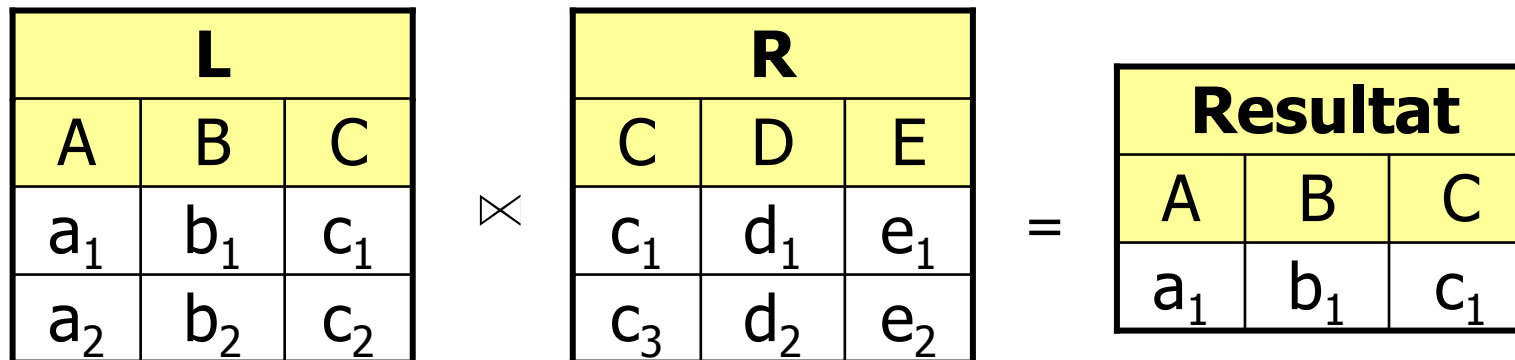 L
A B C
a₁ b₁ c₁
a₂ b₂ c₂
⋉
R
C D E
c₁ d₁ e₁
c₃ d₂ e₂
=
Resultat
A B C
a₁ b₁ c₁